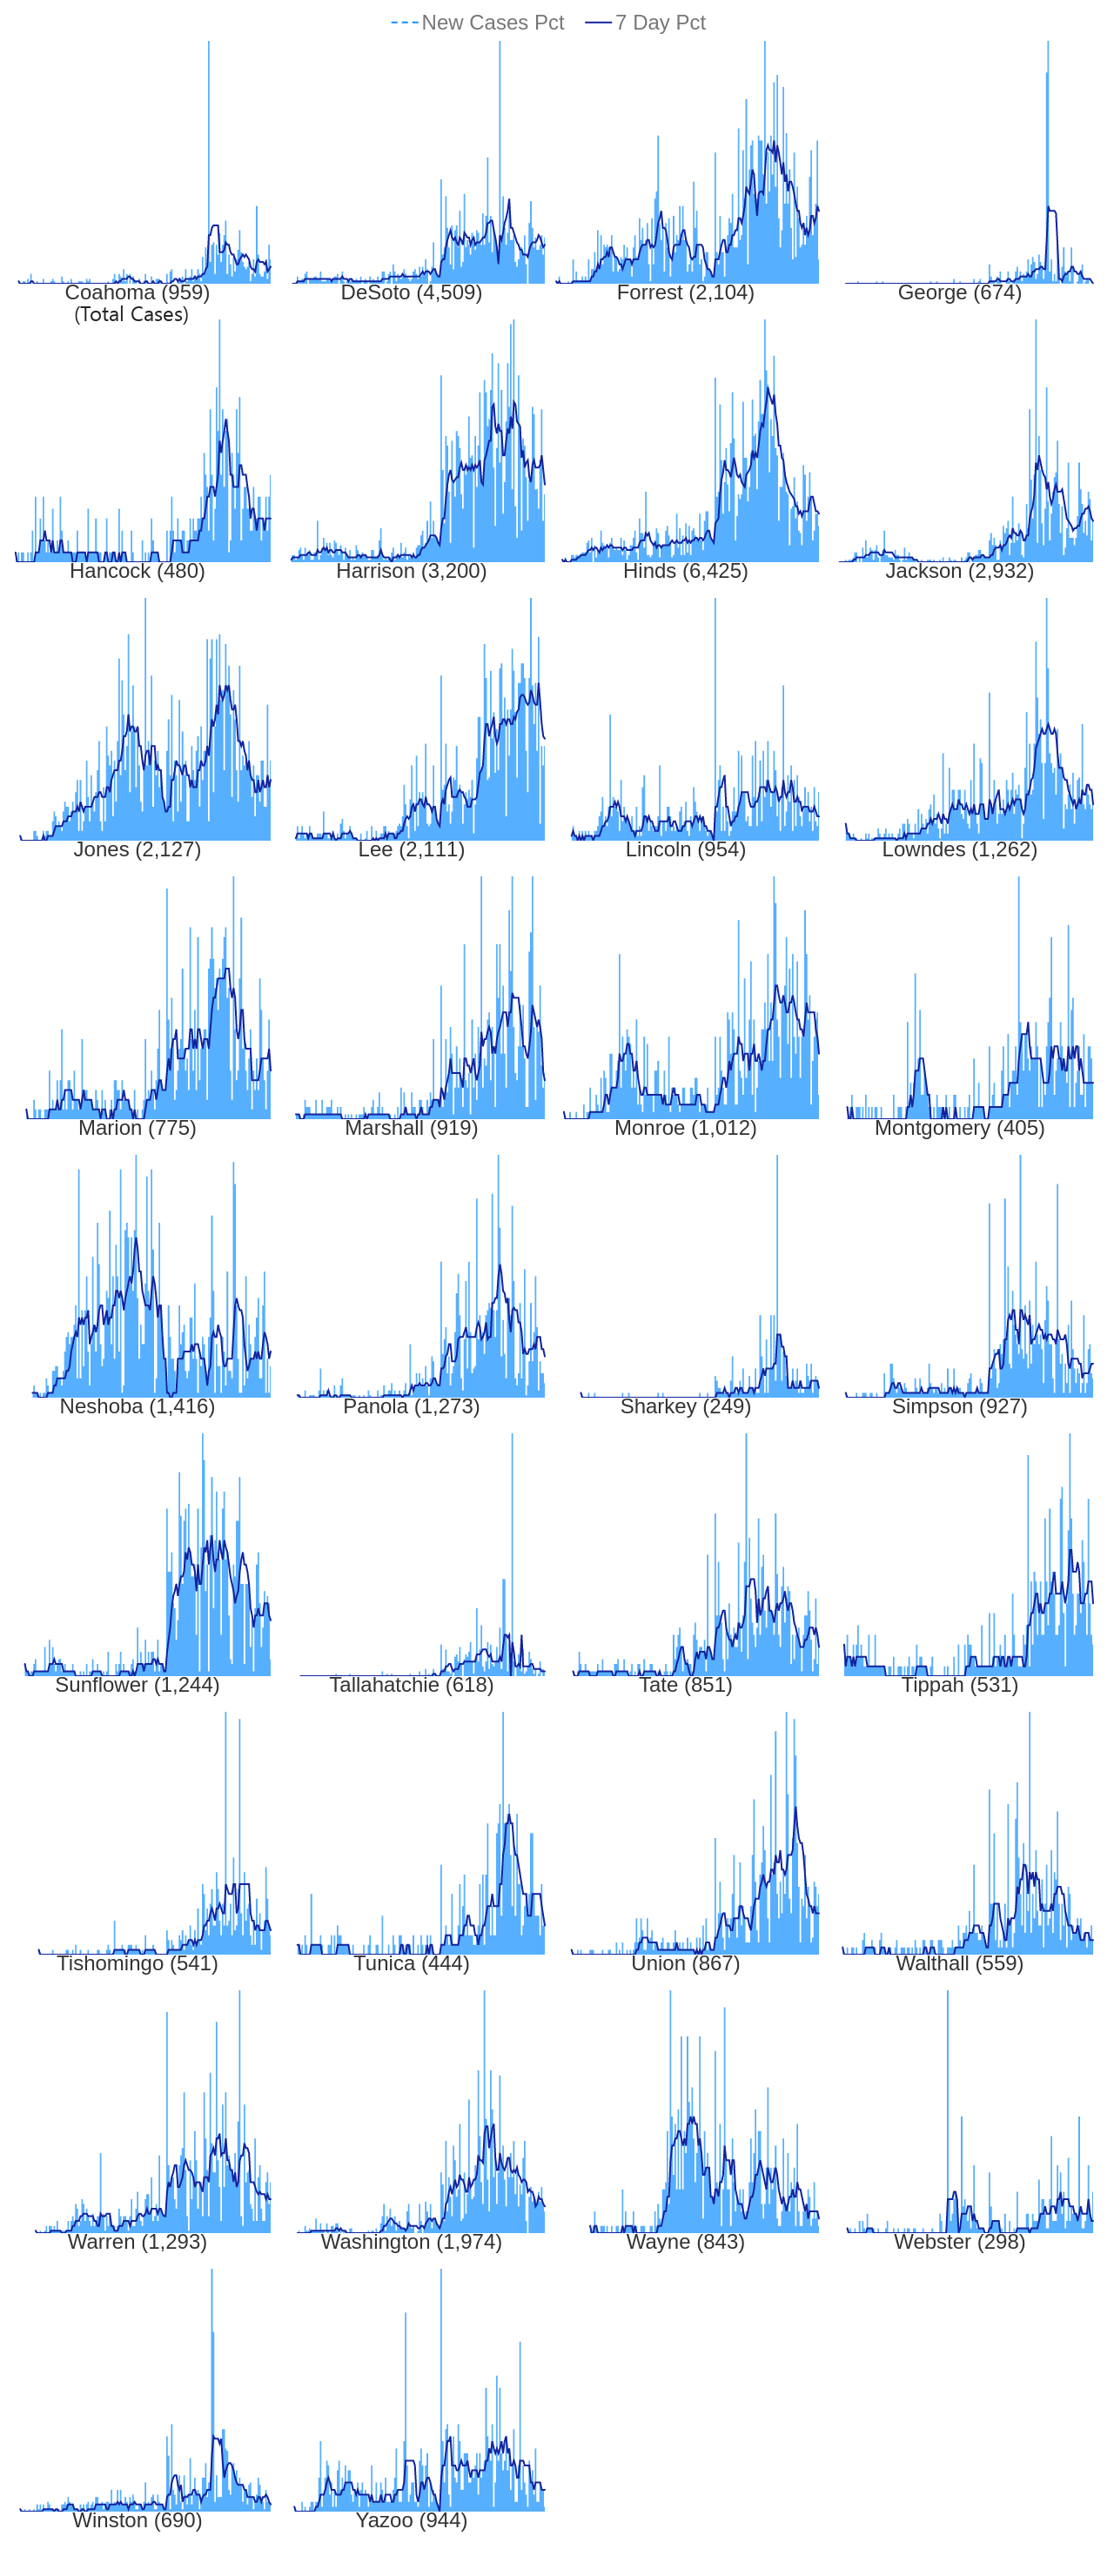 New Cases Pct 7 Day Pct
Coahoma (959) DeSoto (4,509) Forrest (2,104) George (674)
(Total Cases)
Hancock (480) Harrison (3,200) Hinds (6,425) Jackson (2,932)
Jones (2,127) Lee (2,111) Lincoln (954) Lowndes (1,262)
Marion (775) Marshall (919) Monroe (1,012) Montgomery (405)
Neshoba (1,416) Panola (1,273) Sharkey (249) Simpson (927)
Sunflower (1,244) Tallahatchie (618) Tate (851) Tippah (531)
Tishomingo (541) Tunica (444) Union (867) Walthall (559)
Warren (1,293) Washington (1,974) Wayne (843) Webster (298)
Winston (690) Yazoo (944)